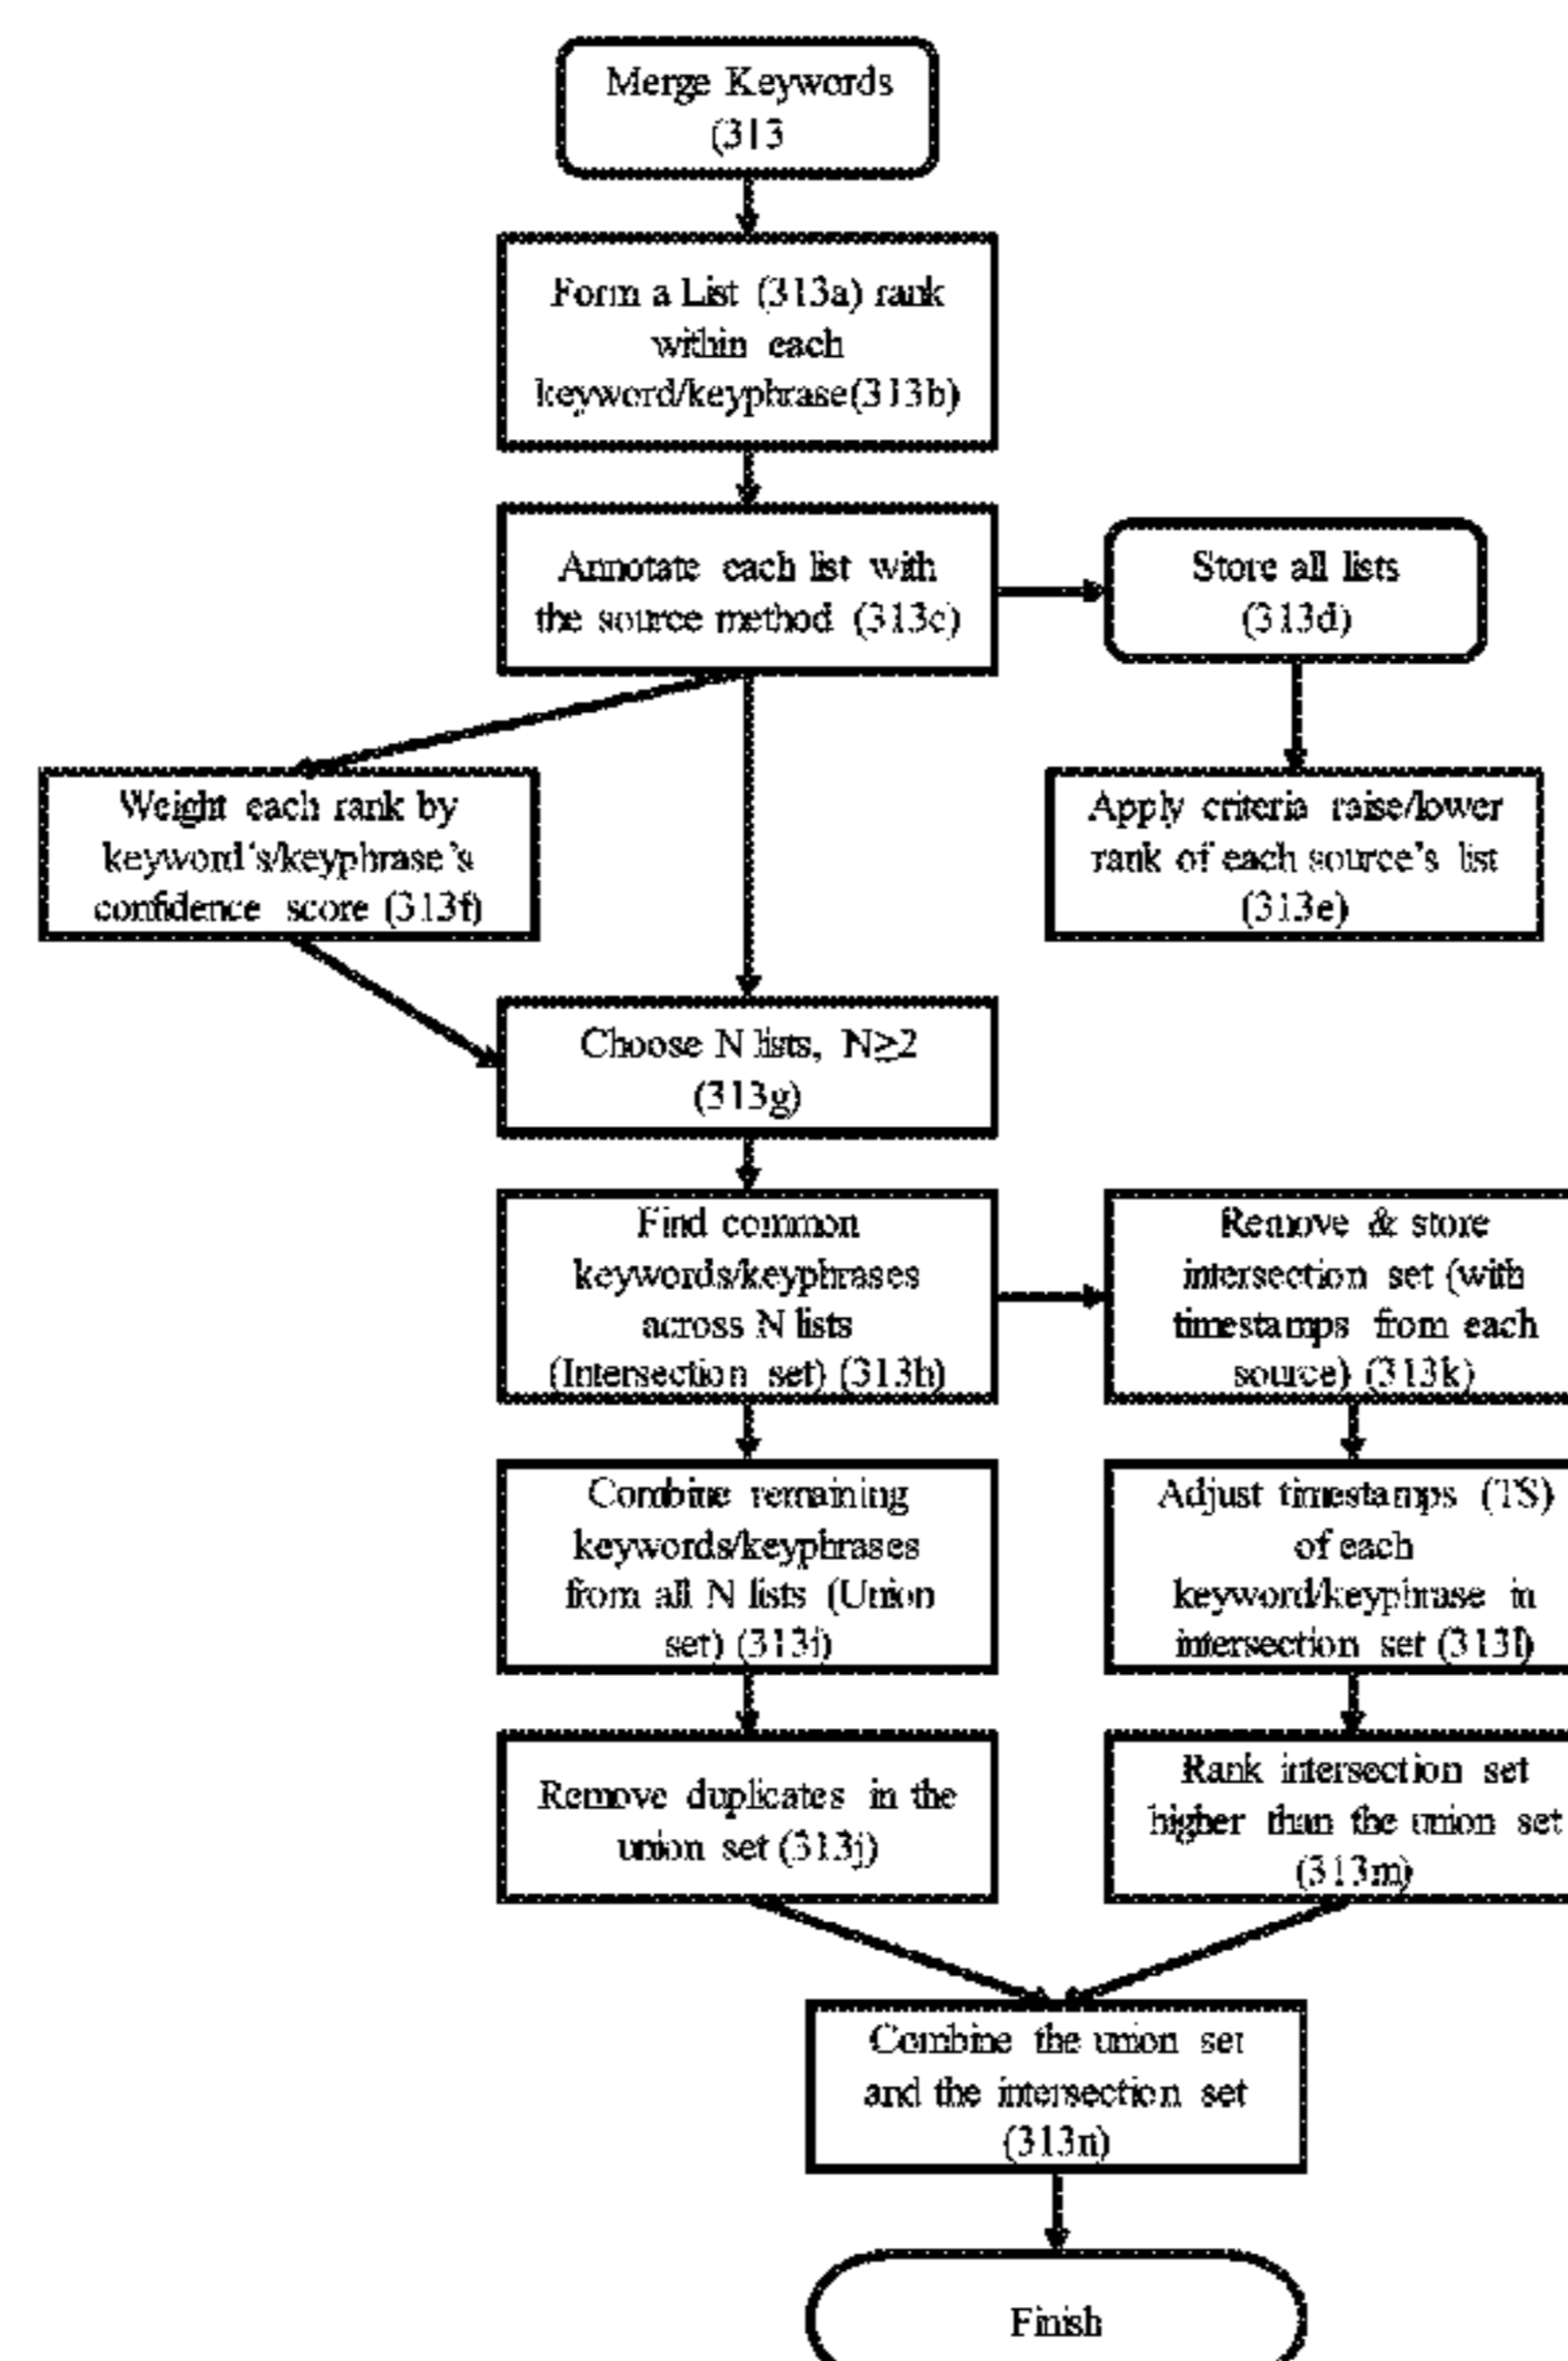 Merge Keywords
(313
Form a List (313a) rank
within each
keyword/keyphrase(313b)
Annotate each list with
the source method (313c)
Store all lists
(313d)
Weight each rank by
keyword‘s/keyphrase’s
confidence score (313f)
Apply criteria raise/lower
rank of each source’s list
(313e)
Choose N lists, N≥2
(313g)
Find common
keywords/keyphrases
across N lists
(Intersection set) (313h)
Remove & store
intersection set (with
timestamps from each
source) (313k)
Combine remaining
keywords/keyphrases
from all N lists (Union
set) (313i)
Adjust timestamps (TS)
of each
keyword/keyphrase in
intersection set (313l)
Remove duplicates in the
union set (313j)
Rank intersection set
higher than the union set
(313m)
Combine the union set
and the intersection set
(313n)
Finish